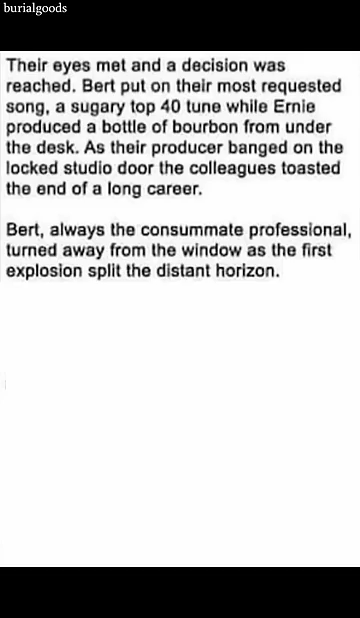 burialgoods
Their eyes met and a decision was
reached. Bert put on their most requested
song, a sugary top 40 tune while Ernie
produced a bottle of bourbon from under
the desk. As their producer banged on the
locked studio door the colleagues toasted
the end of a long career.
Bert, always the consummate professional,
turned away from the window as the first
explosion split the distant horizon.